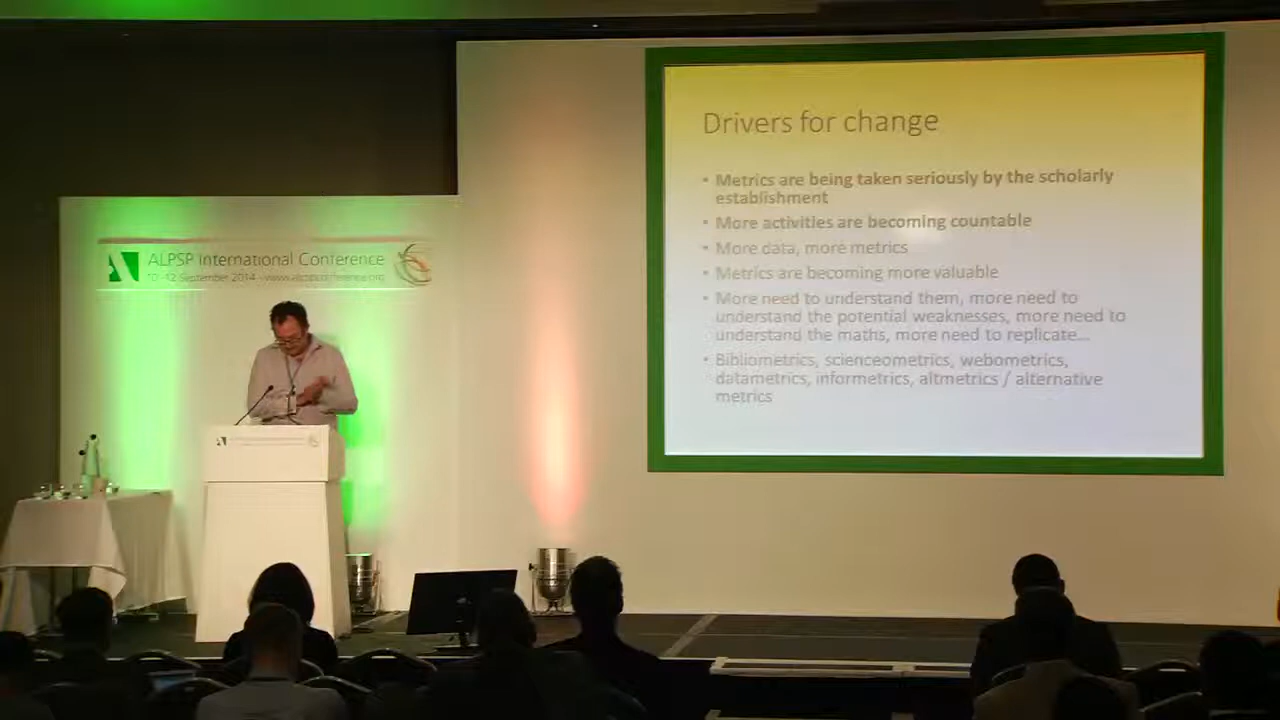 Drivers for change
• Metrics are being taken seriously by the scholarly
establishment
• More activities are becoming countable
• More data, more metrics
• Metrics are becoming more valuable
• More need to understand them, more need to
understand the potential weaknesses, more need to
understand the maths, more need to replicate...
• Bibliometrics, scienceometrics, webometrics,
datametrics, informetrics, altmetrics / alternative
metrics
ALPSP International Conference
10-12 September 2014 - www.alpspconference.org